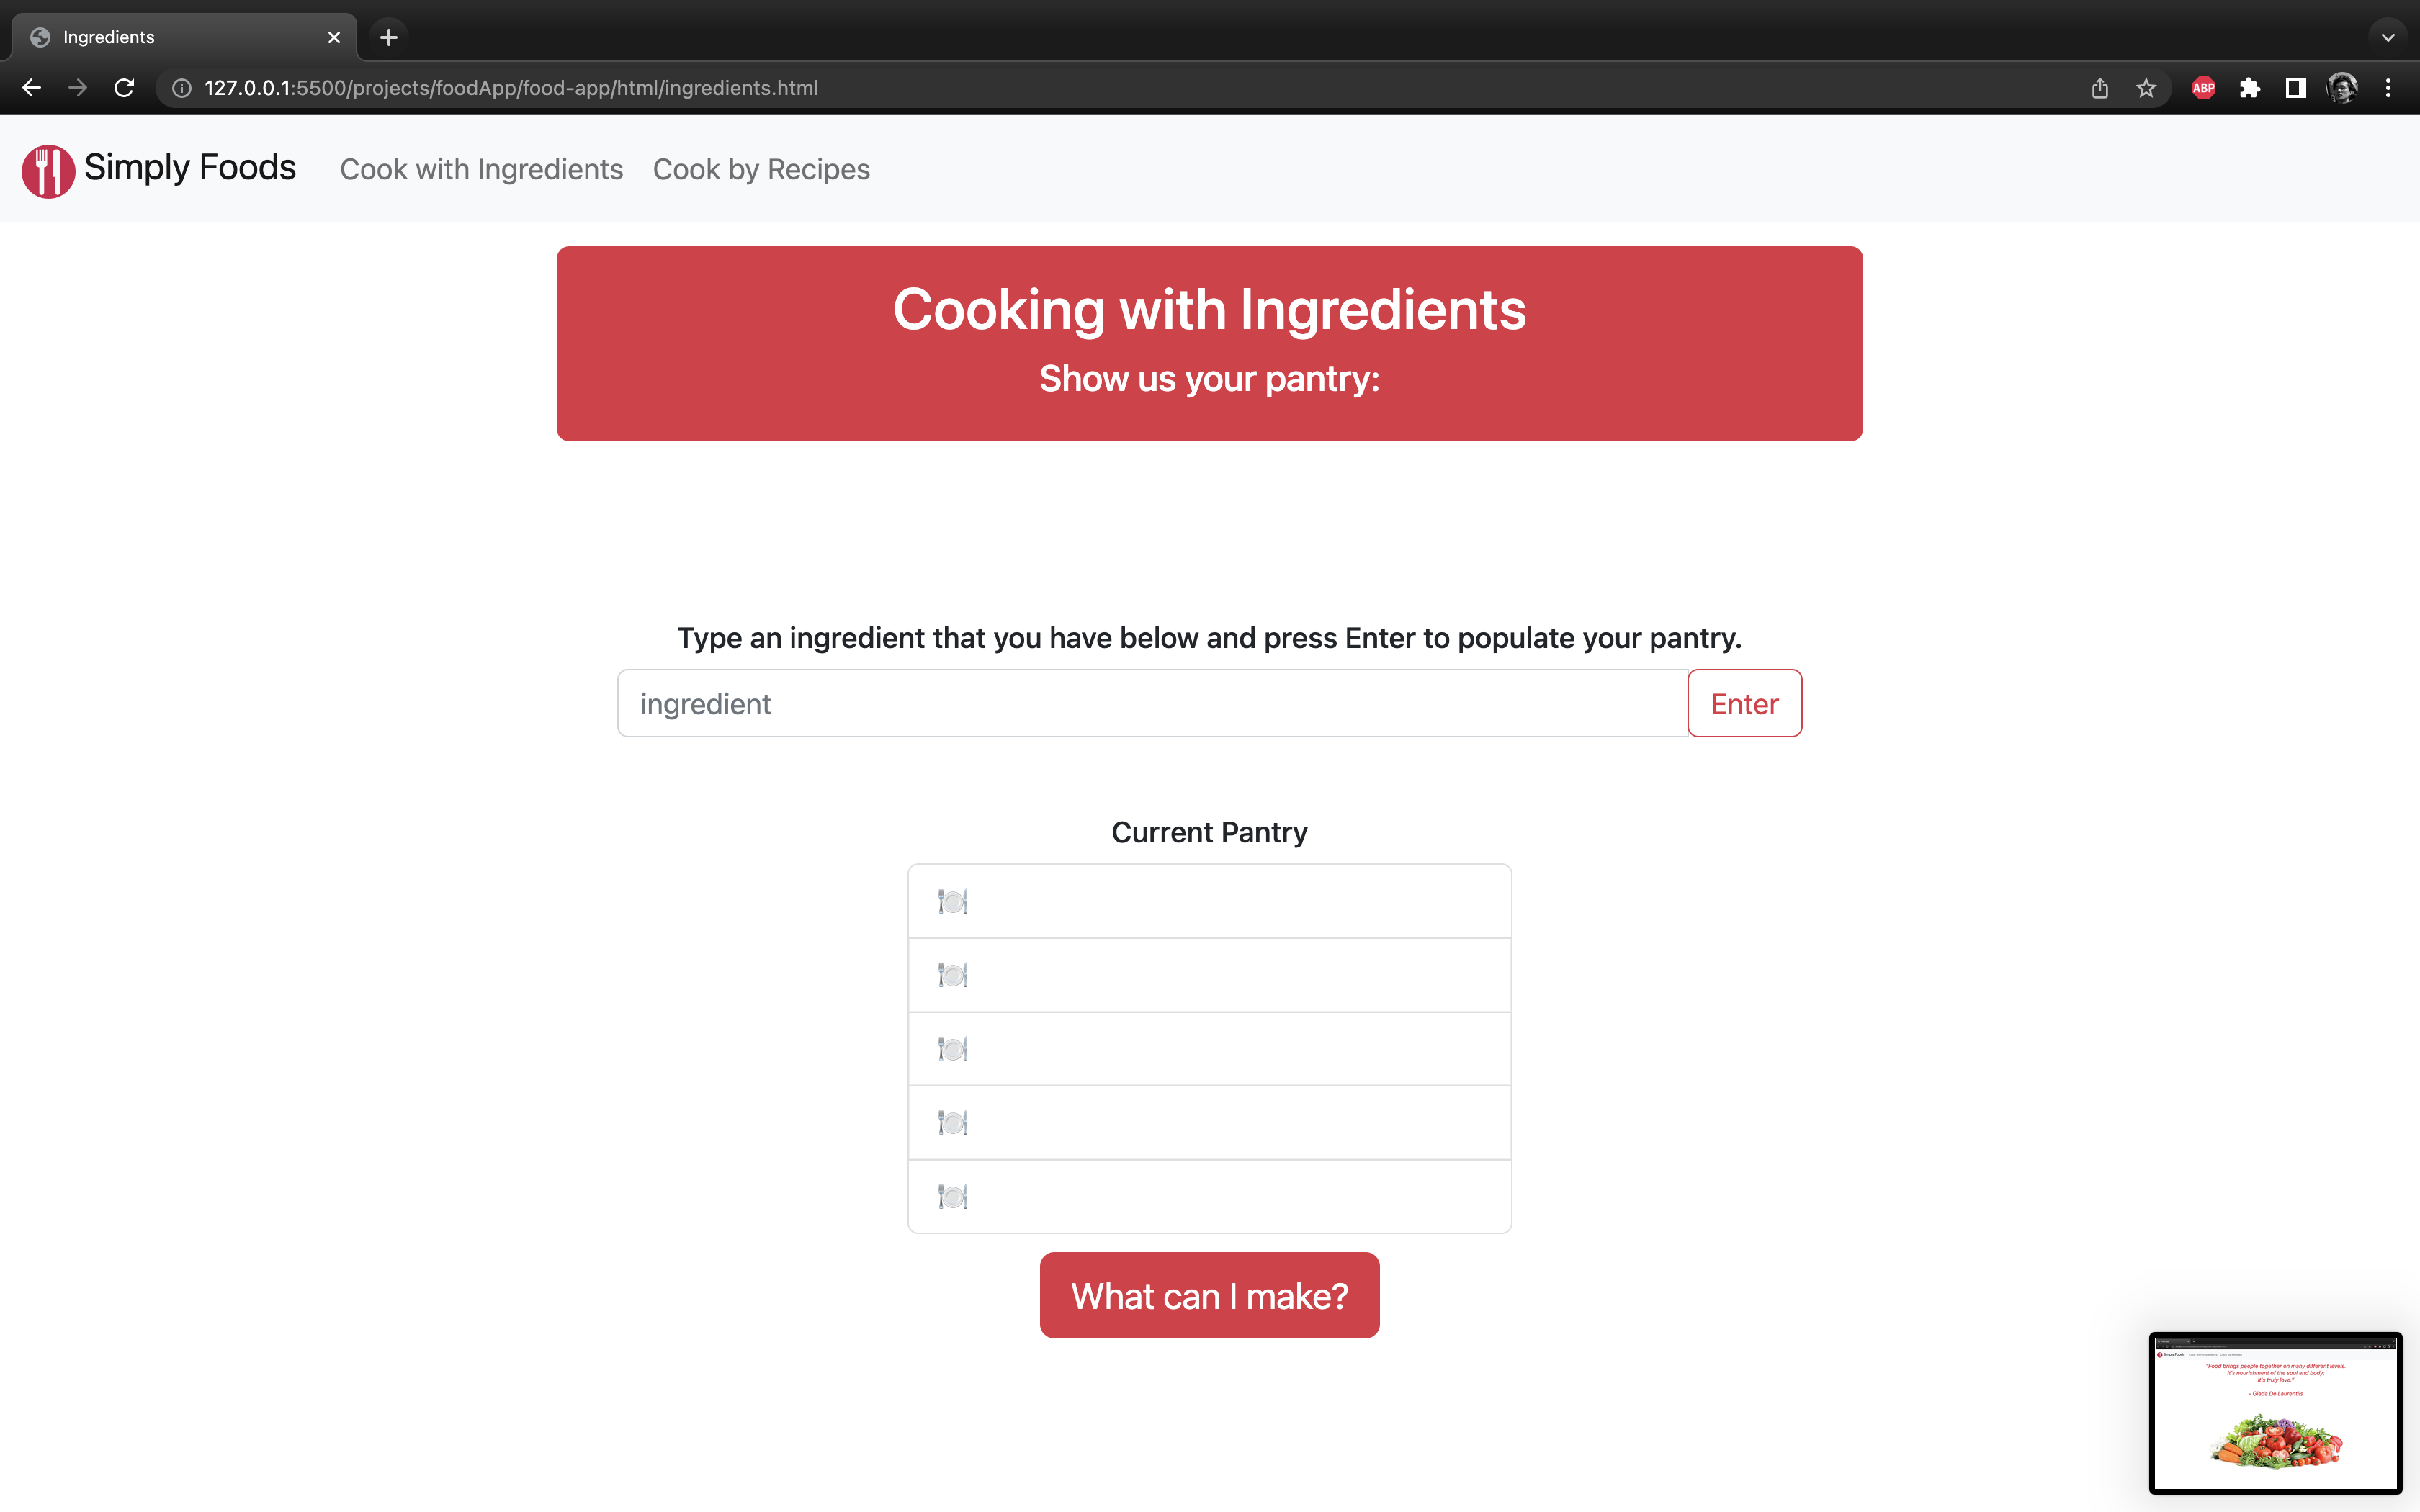 Ingredients
127.0.0.1:5500/projects/foodApp/food-app/html/ingredients.html
ABP
Simply Foods
Cook with Ingredients
Cook by Recipes
Cooking with Ingredients
Show us your pantry:
Type an ingredient that you have below and press Enter to populate your pantry.
ingredient
Enter
Current Pantry
What can I make?
Simply Foods
"Food brings people together on many different levels.
It's nourishment of the soul and body;
it's truly love."
- Giada De Laurentiis